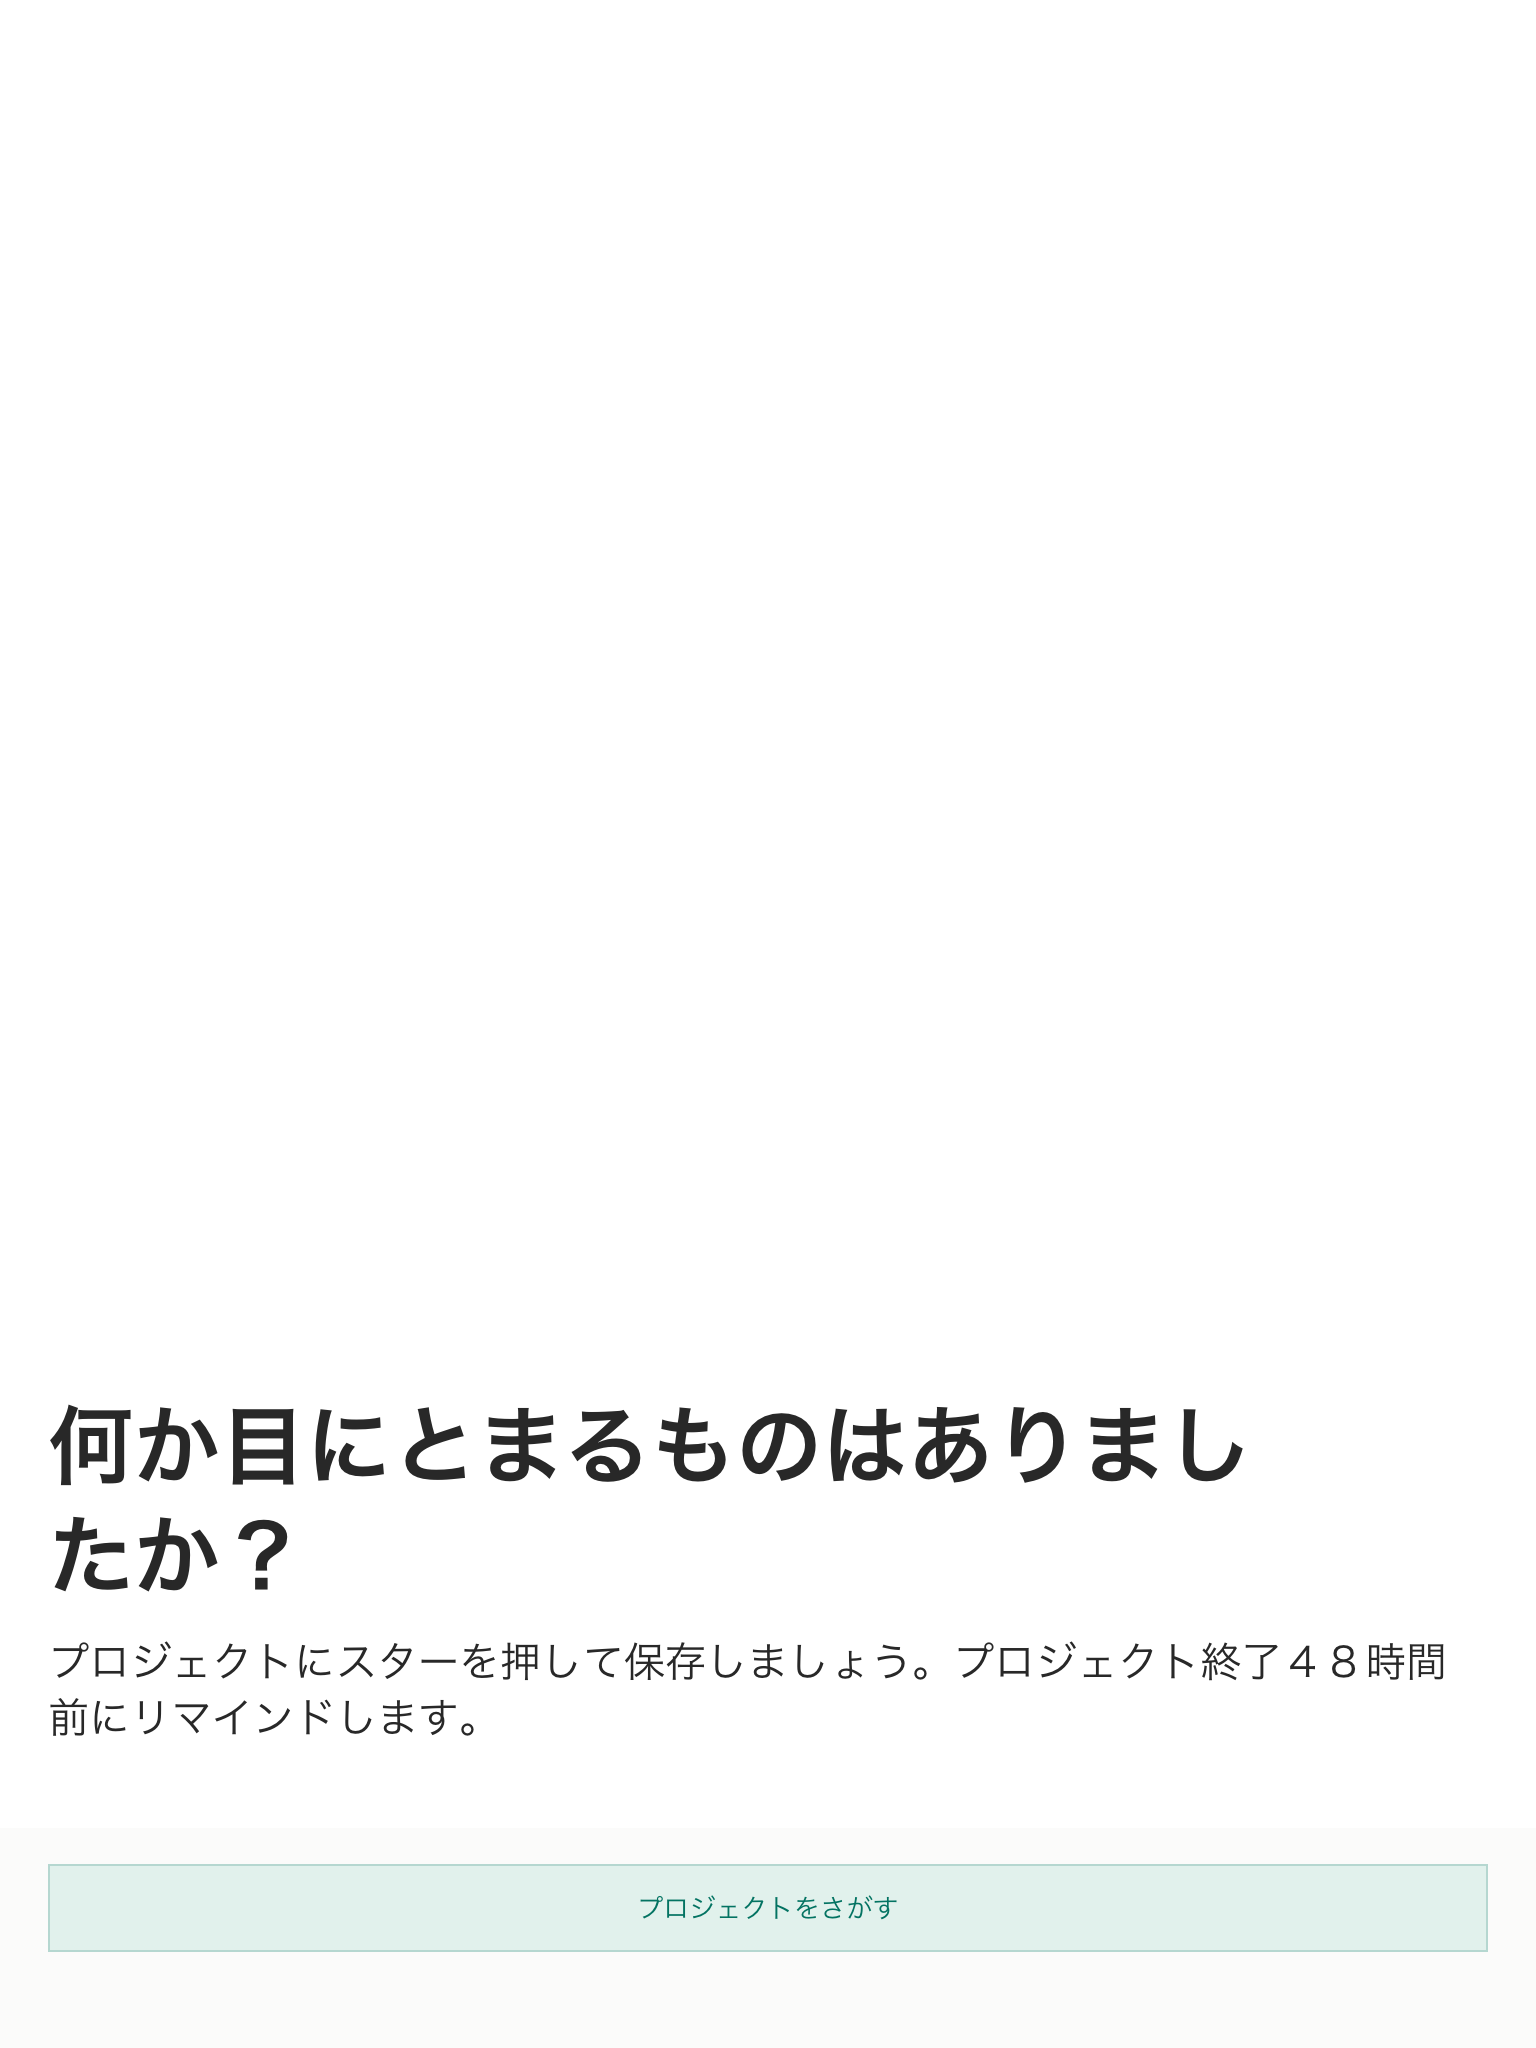 何か目にとまるものはありまし
たか？
プロジェクトにスターを押して保存しましょう。プロジェクト終了４８時間
前にリマインドします。
プロジェクトをさがす